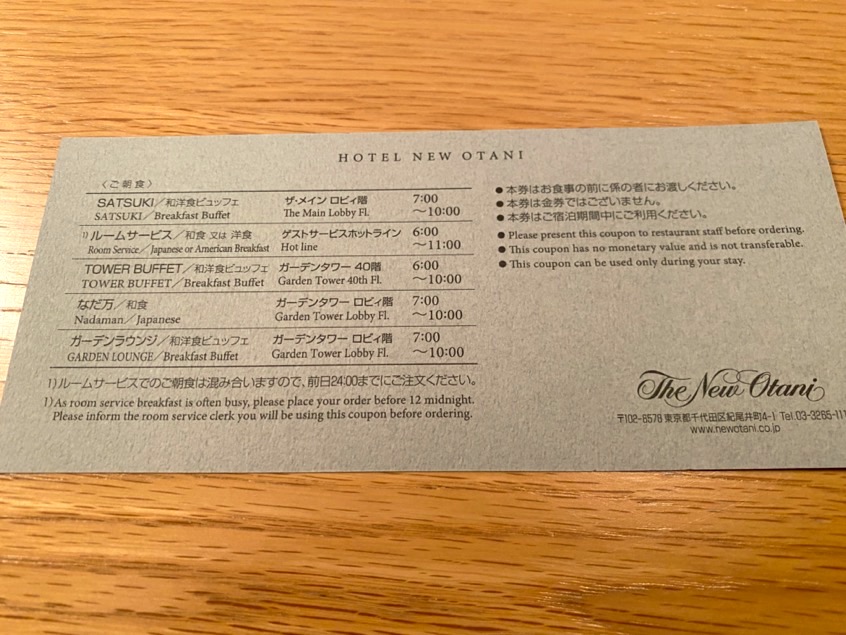 HOTEL NEW OTANI
〈ご朝食〉
SATSUKI／和洋食ビュッフェ ザ・メイン ロビィ階 7:00
SATSUKI／Breakfast Buffet The Main Lobby Fl. 〜10:00
1)ルームサービス／和食 又は 洋食 ゲストサービスホットライン 6:00
Room Service／Japanese or American Breakfast Hot line 〜11:00
TOWER BUFFET／和洋食ビュッフェ ガーデンタワー 40階 6:00
TOWER BUFFET／Breakfast Buffet Garden Tower 40th Fl. 〜10:00
なだ万／和食 ガーデンタワー ロビィ階 7:00
Nadaman／Japanese Garden Tower Lobby Fl. 〜10:00
ガーデンラウンジ／和洋食ビュッフェ ガーデンタワー ロビィ階 7:00
GARDEN LOUNGE／Breakfast Buffet Garden Tower Lobby Fl. 〜10:00
1)ルームサービスでのご朝食は混み合いますので、前日24:00までにご注文ください。
1)As room service breakfast is often busy, please place your order before 12 midnight.
Please inform the room service clerk you will be using this coupon before ordering.
●本券はお食事の前に係の者にお渡しください。
●本券は金券ではございません。
●本券はご宿泊期間中にご利用ください。
●Please present this coupon to restaurant staff before ordering.
●This coupon has no monetary value and is not transferable.
●This coupon can be used only during your stay.
The New Otani
〒102-8578 東京都千代田区紀尾井町4-1 Tel.03-3265-111
www.newotani.co.jp